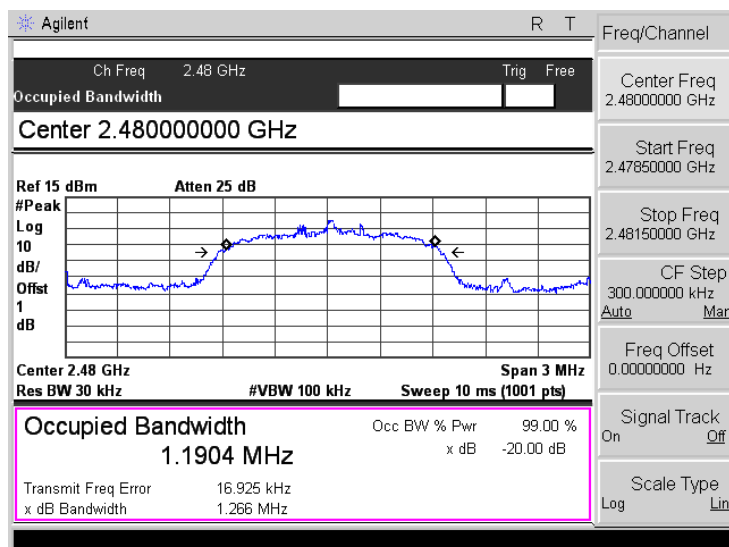 Agilent R T
Freq/Channel
Ch Freq 2.48 GHz Trig Free
Occupied Bandwidth
Center 2.480000000 GHz
Ref 15 dBm Atten 25 dB
#Peak
Log
10
dB/
Offst
1
dB
Center 2.48 GHz Span 3 MHz
Res BW 30 kHz #VBW 100 kHz Sweep 10 ms (1001 pts)
Occupied Bandwidth Occ BW % Pwr 99.00 %
1.1904 MHz x dB -20.00 dB
Transmit Freq Error 16.925 kHz
x dB Bandwidth 1.266 MHz
Center Freq
2.48000000 GHz
Start Freq
2.47850000 GHz
Stop Freq
2.48150000 GHz
CF Step
300.000000 kHz
Auto Mar
Freq Offset
0.00000000 Hz
Signal Track
On Off
Scale Type
Log Lin